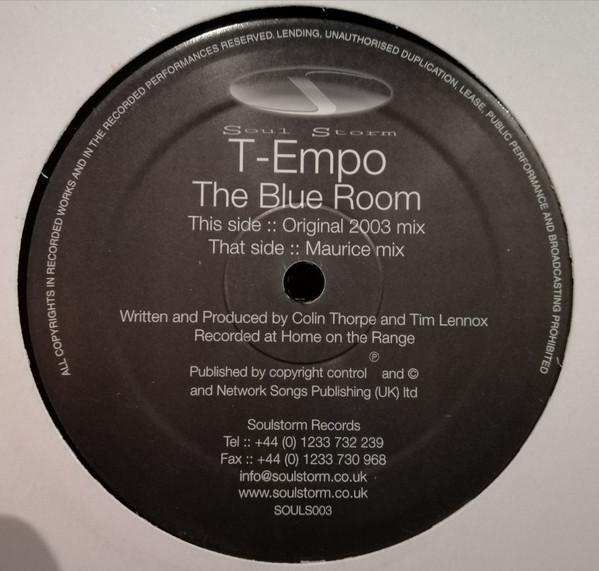 ALL COPYRIGHTS IN RECORDED WORKS AND IN THE RECORDED PERFORMANCES RESERVED. LENDING, UNAUTHORISED DUPLICATION, LEASE, PUBLIC PERFORMANCE AND BROADCASTING PROHIBITED
Soul Storm
T-Empo
The Blue Room
This side :: Original 2003 mix
That side :: Maurice mix
Written and Produced by Colin Thorpe and Tim Lennox
Recorded at Home on the Range
℗
Published by copyright control and ©
and Network Songs Publishing (UK) ltd
Soulstorm Records
Tel :: +44 (0) 1233 732 239
Fax :: +44 (0) 1233 730 968
info@soulstorm.co.uk
www.soulstorm.co.uk
SOULS003